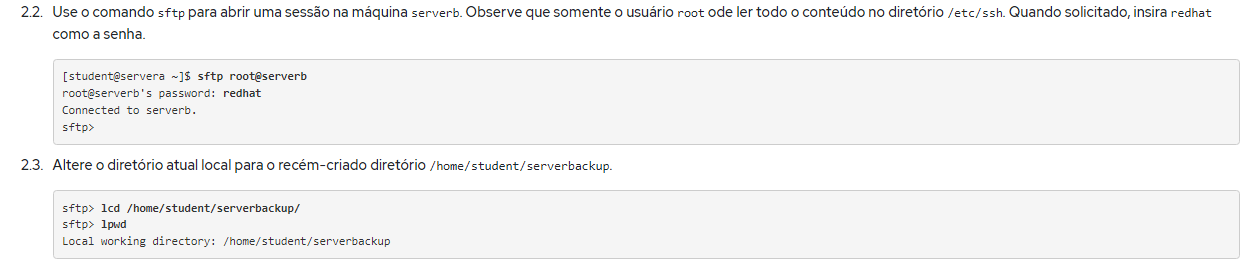 2.2. Use o comando sftp para abrir uma sessão na máquina serverb. Observe que somente o usuário root ode ler todo o conteúdo no diretório /etc/ssh. Quando solicitado, insira redhat
como a senha.
[student@servera ~]$ sftp root@serverb
root@serverb's password: redhat
Connected to serverb.
sftp>
2.3. Altere o diretório atual local para o recém-criado diretório /home/student/serverbackup.
sftp> lcd /home/student/serverbackup/
sftp> lpwd
Local working directory: /home/student/serverbackup